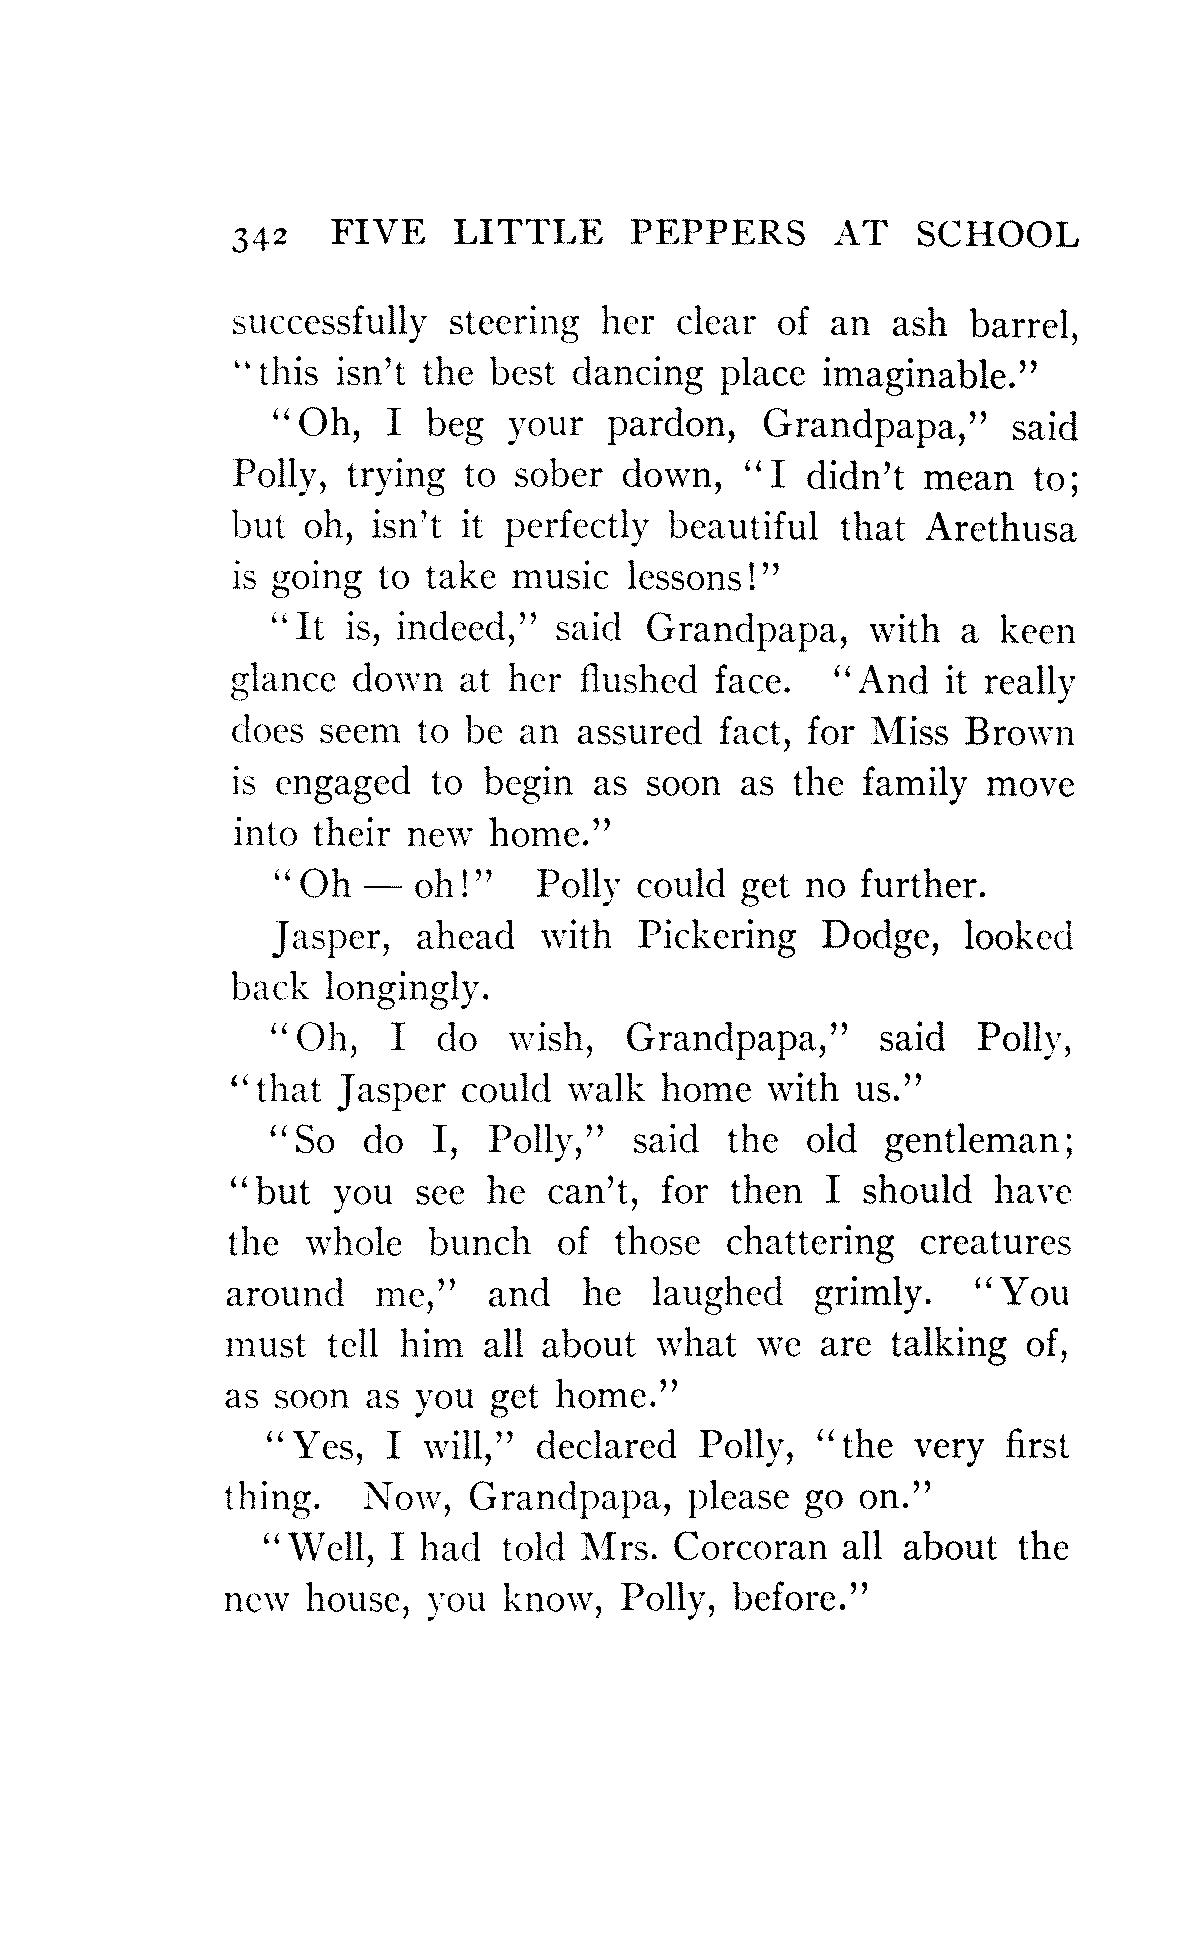 342 FIVE LITTLE PEPPERS AT SCHOOL
successfully steering her clear of an ash barrel,
“this isn’t the best dancing place imaginable.”
“Oh, I beg your pardon, Grandpapa,” said
Polly, trying to sober down, “I didn’t mean to;
but oh, isn’t it perfectly beautiful that Arethusa
is going to take music lessons!”
“It is, indeed,” said Grandpapa, with a keen
glance down at her flushed face. “And it really
does seem to be an assured fact, for Miss Brown
is engaged to begin as soon as the family move
into their new home.”
“Oh — oh!” Polly could get no further.
Jasper, ahead with Pickering Dodge, looked
back longingly.
“Oh, I do wish, Grandpapa,” said Polly,
“that Jasper could walk home with us.”
“So do I, Polly,” said the old gentleman;
“but you see he can’t, for then I should have
the whole bunch of those chattering creatures
around me,” and he laughed grimly. “You
must tell him all about what we are talking of,
as soon as you get home.”
“Yes, I will,” declared Polly, “the very first
thing. Now, Grandpapa, please go on.”
“Well, I had told Mrs. Corcoran all about the
new house, you know, Polly, before.”